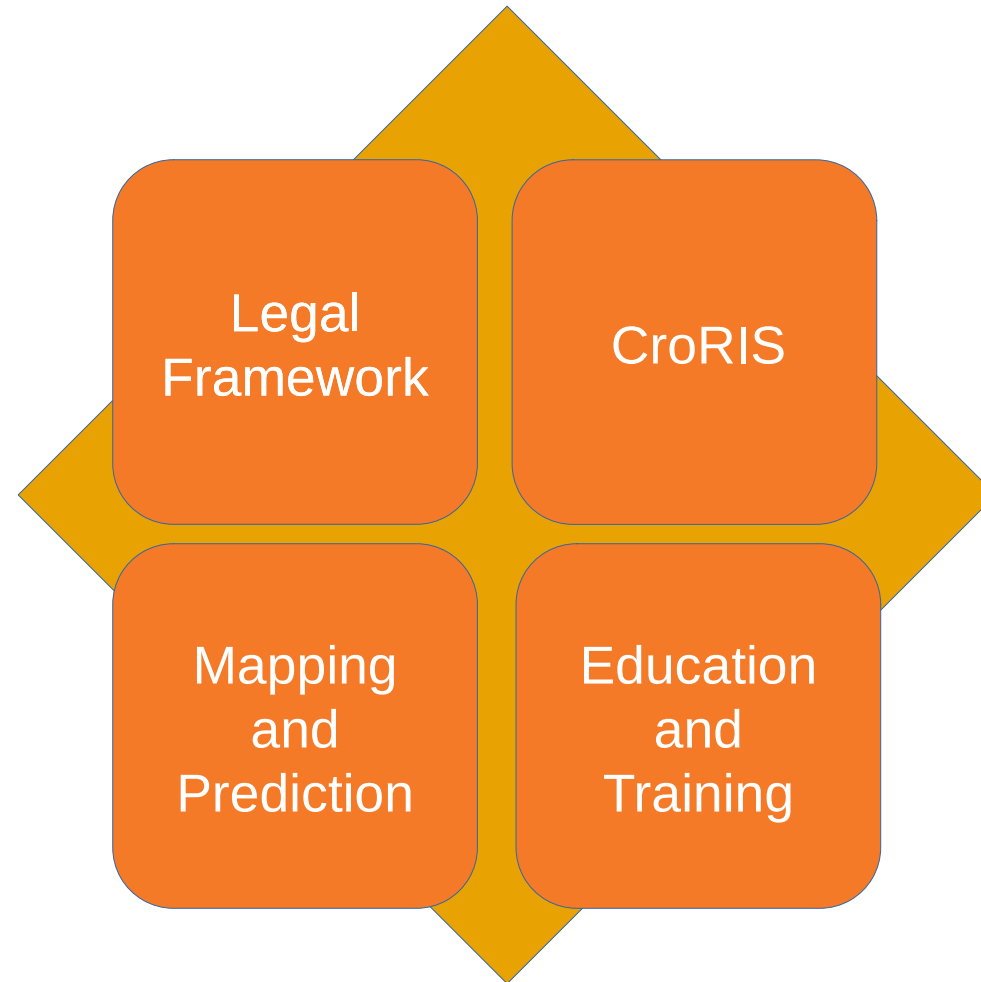 Legal
Framework
CroRIS
Mapping
and
Prediction
Education
and
Training